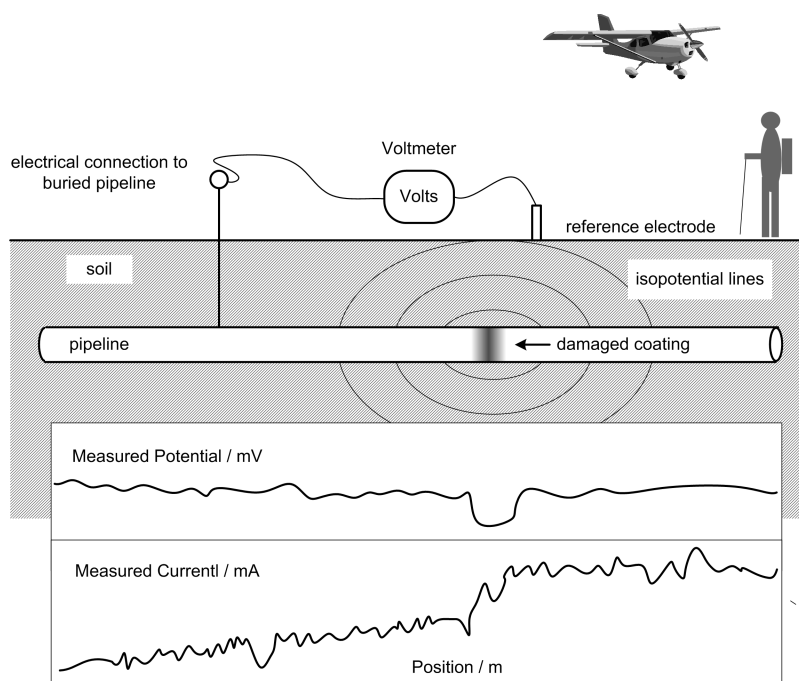 electrical connection to
buried pipeline
Voltmeter
Volts
reference electrode
soil
isopotential lines
pipeline
damaged coating
Measured Potential / mV
Measured Currentl / mA
Position / m